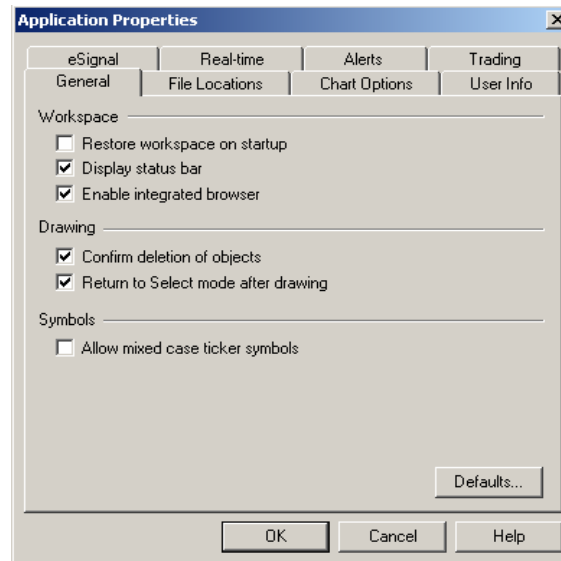 Application Properties
eSignal Real-time Alerts Trading
General File Locations Chart Options User Info
Workspace
Restore workspace on startup
Display status bar
Enable integrated browser
Drawing
Confirm deletion of objects
Return to Select mode after drawing
Symbols
Allow mixed case ticker symbols
Defaults...
OK Cancel Help